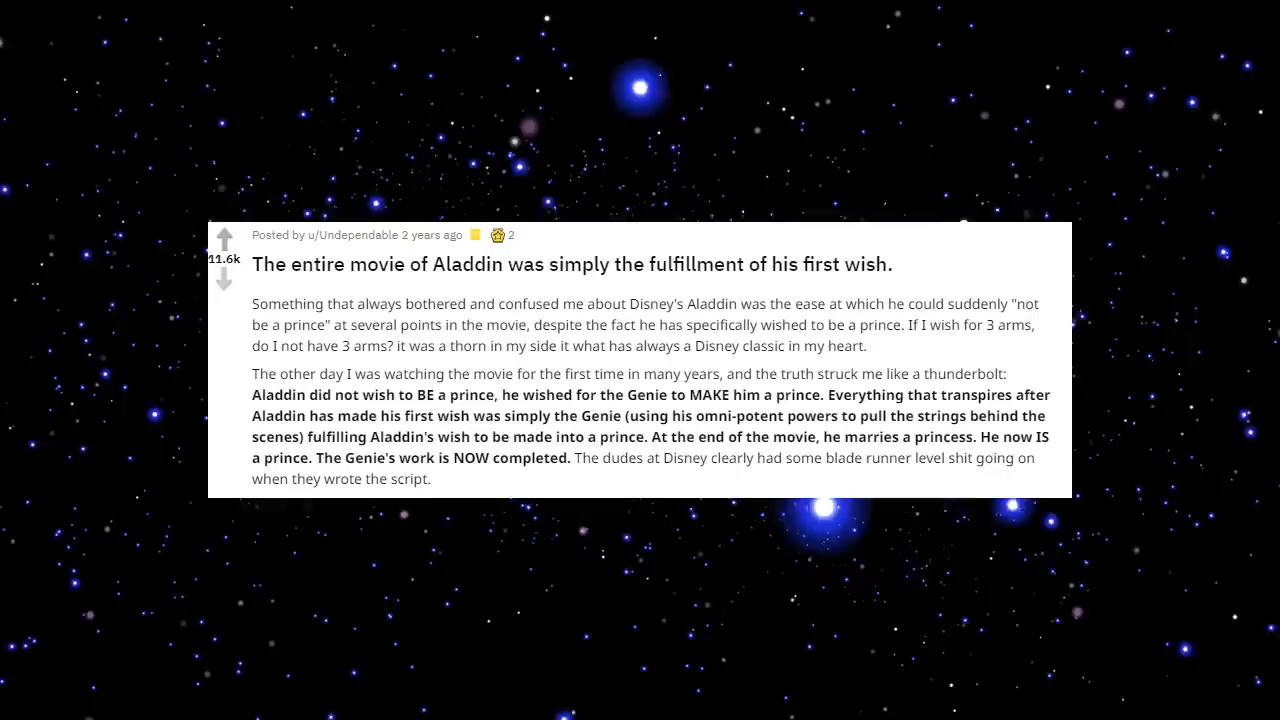 Posted by u/Undependable 2 years ago 2
11.6k
The entire movie of Aladdin was simply the fulfillment of his first wish.
Something that always bothered and confused me about Disney's Aladdin was the ease at which he could suddenly "not
be a prince" at several points in the movie, despite the fact he has specifically wished to be a prince. If I wish for 3 arms,
do I not have 3 arms? it was a thorn in my side it what has always a Disney classic in my heart.
The other day I was watching the movie for the first time in many years, and the truth struck me like a thunderbolt:
Aladdin did not wish to BE a prince, he wished for the Genie to MAKE him a prince. Everything that transpires after
Aladdin has made his first wish was simply the Genie (using his omni-potent powers to pull the strings behind the
scenes) fulfilling Aladdin's wish to be made into a prince. At the end of the movie, he marries a princess. He now IS
a prince. The Genie's work is NOW completed. The dudes at Disney clearly had some blade runner level shit going on
when they wrote the script.